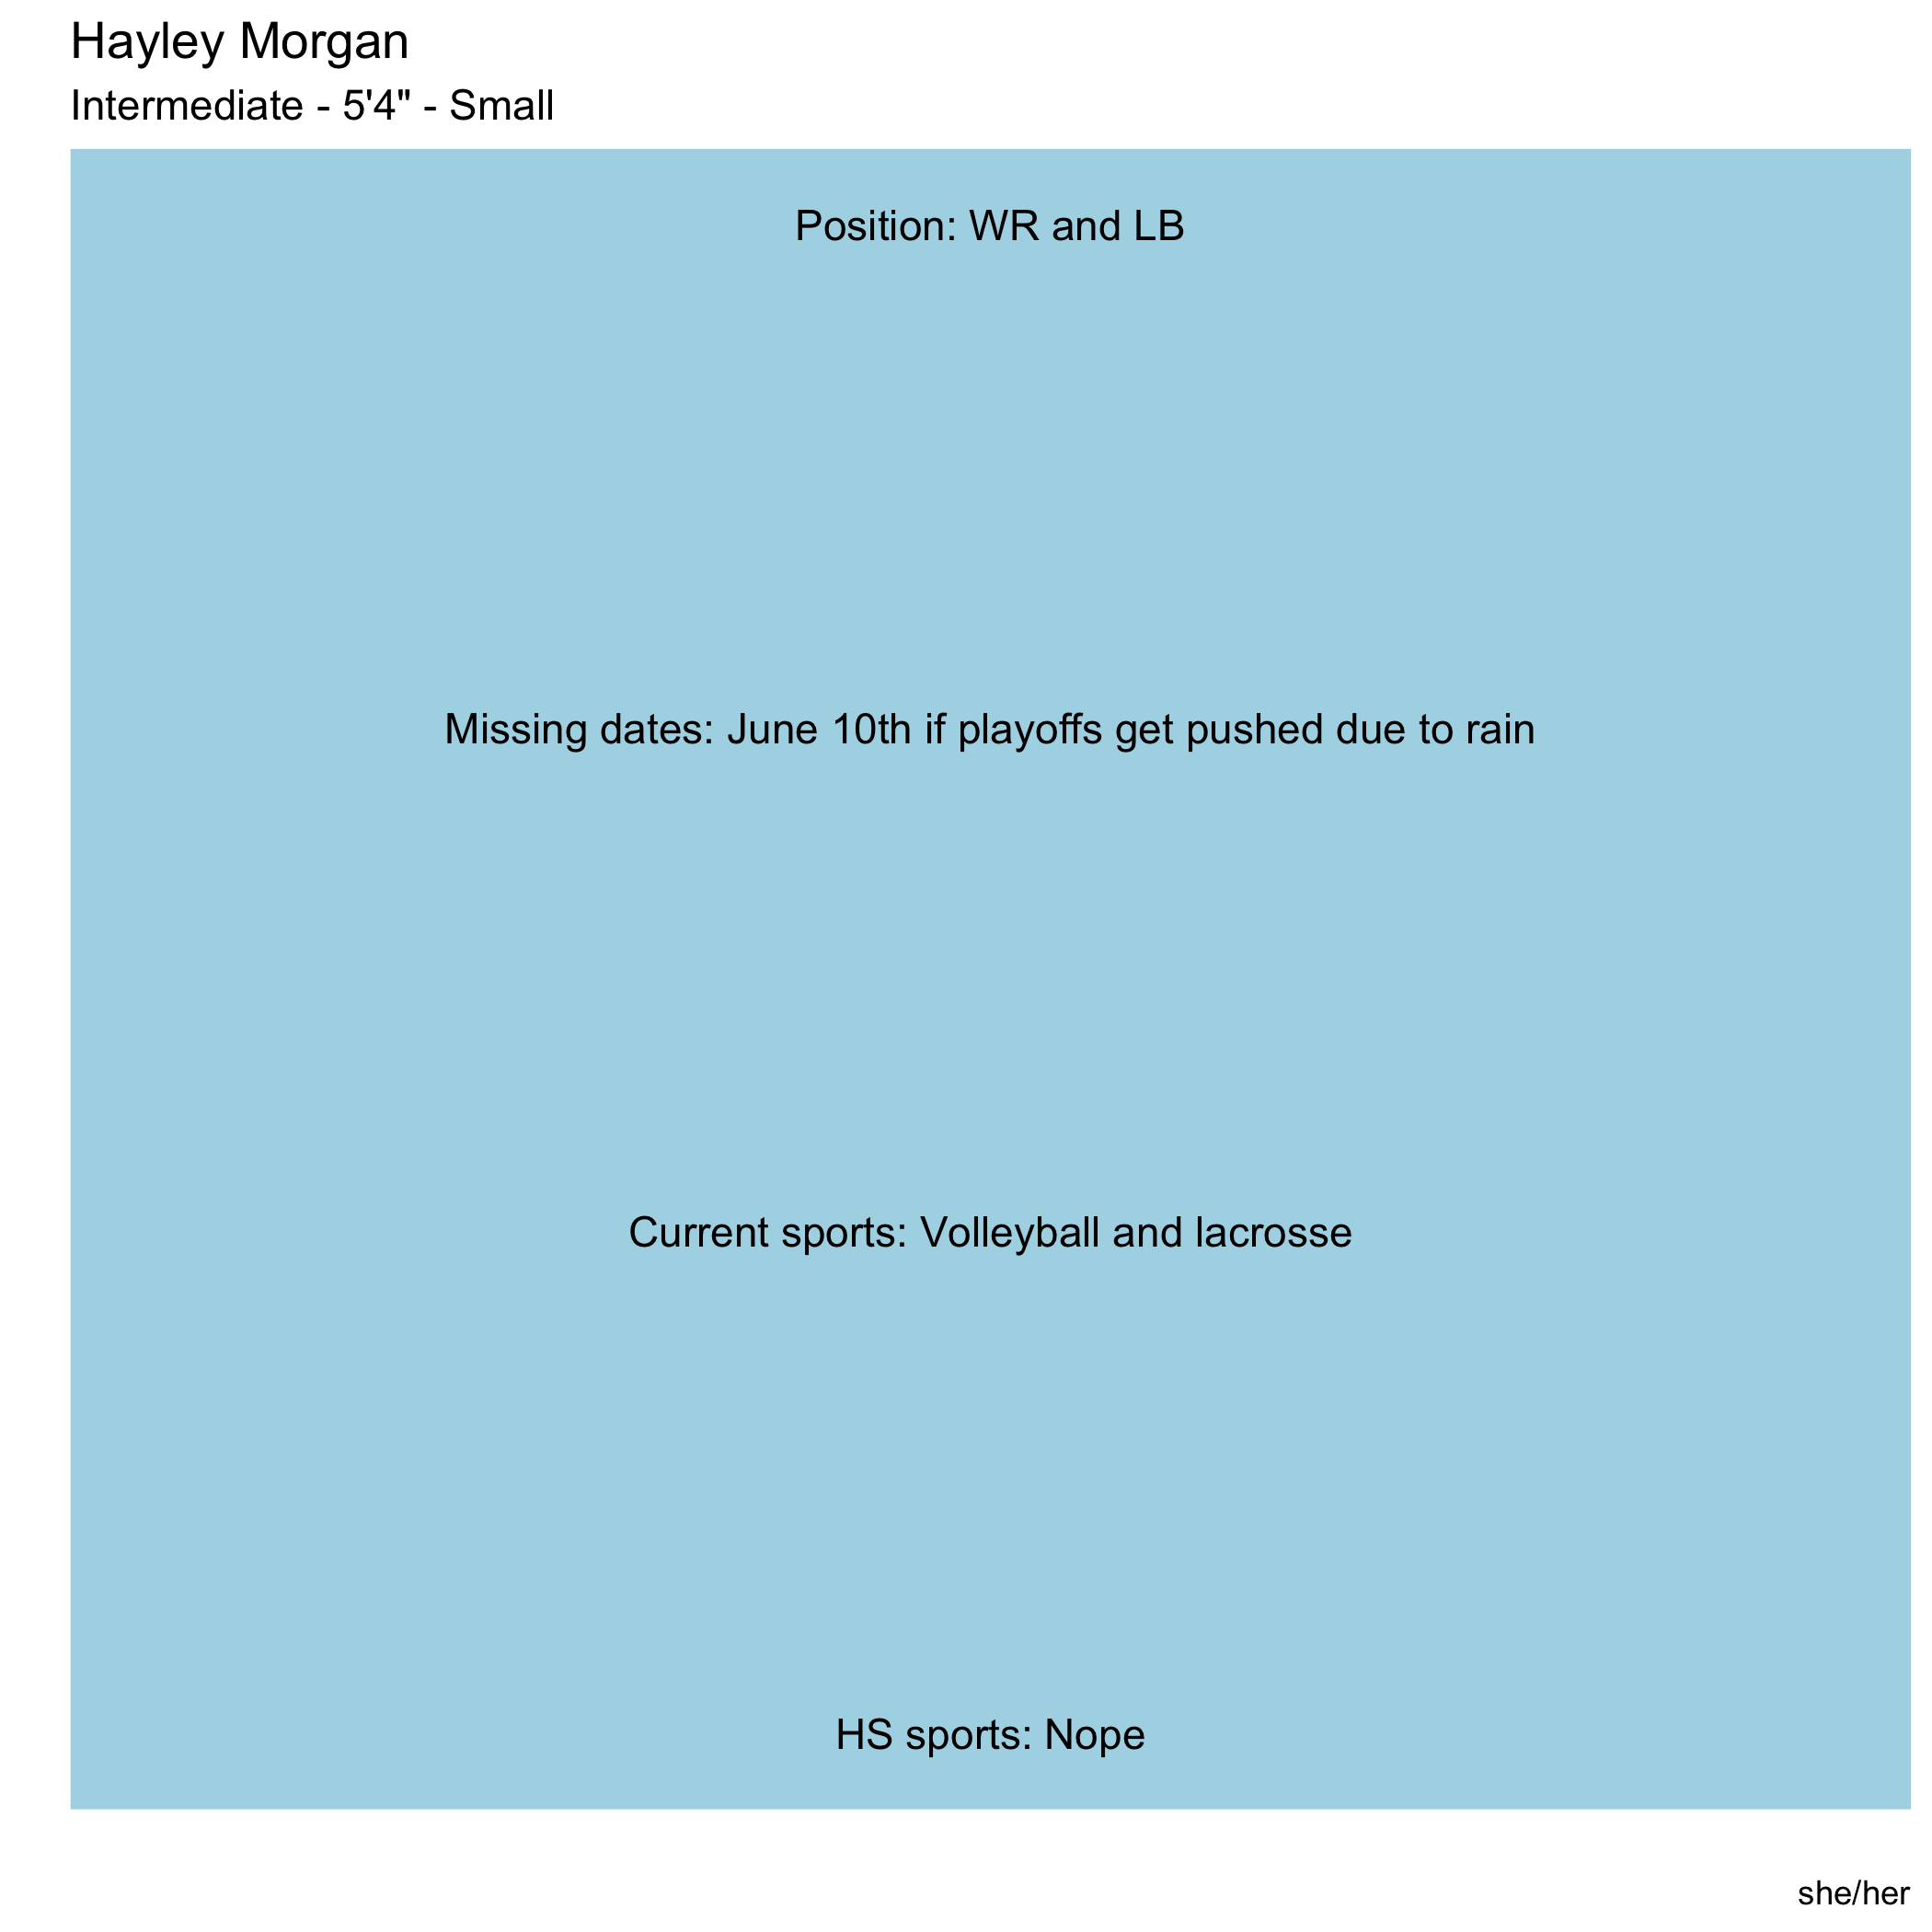 Hayley Morgan
Intermediate - 5'4" - Small
Position: WR and LB
Missing dates: June 10th if playoffs get pushed due to rain
Current sports: Volleyball and lacrosse
HS sports: Nope
she/her